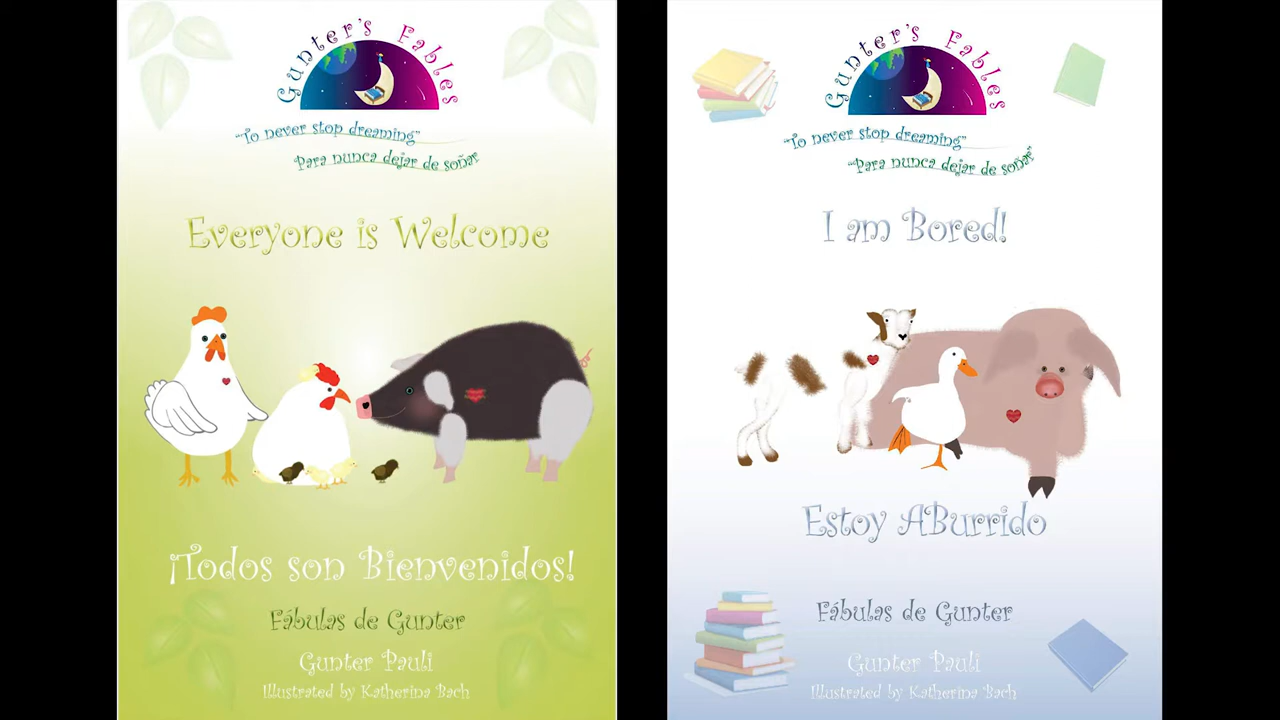 Gunter's Fables
"To never stop dreaming"
Para nunca dejar de soñar
Everyone is Welcome
¡Todos son Bienvenidos!
Fábulas de Gunter
Gunter Pauli
Illustrated by Katherina Bach
Gunter's Fables
"To never stop dreaming"
"Para nunca dejar de soñar"
I am Bored!
Estoy ABurrido
Fábulas de Gunter
Gunter Pauli
Illustrated by Katherina Bach